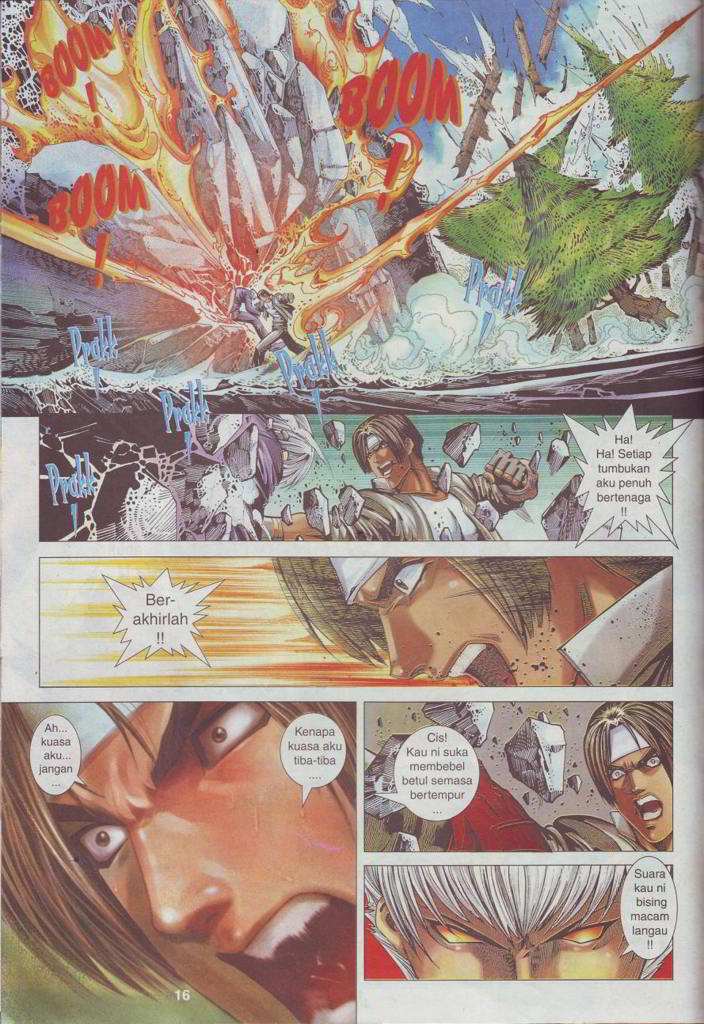 BOOM
!
BOOM
!
BOOM
!
Prakk
!
Prakk
!
Prakk
!
Prakk
!
Prakk
!
Ha!
Ha! Setiap
tumbukan
aku penuh
bertenaga
!!
Ber-
akhirlah
!!
Ah...
kuasa
aku...
jangan
...
Kenapa
kuasa aku
tiba-tiba
....
Cis!
Kau ni suka
membebel
betul semasa
bertempur
...
Suara
kau ni
bising
macam
langau
!!
16